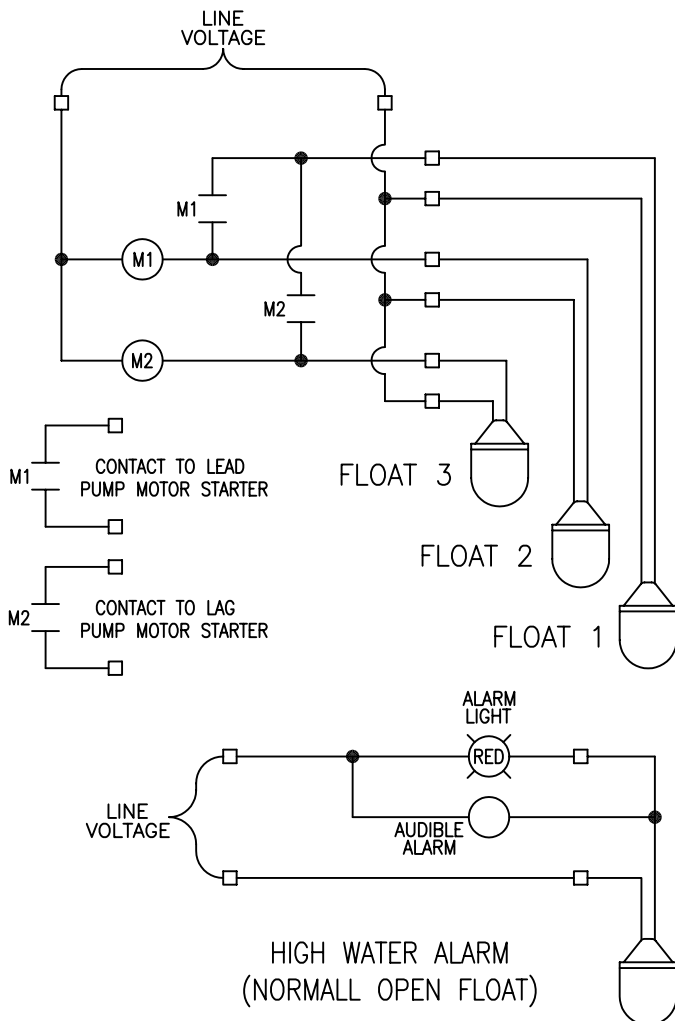 LINE
VOLTAGE
M1
M1
M2
M2
FLOAT 3
M1
CONTACT TO LEAD
PUMP MOTOR STARTER
FLOAT 2
M2
CONTACT TO LAG
PUMP MOTOR STARTER
FLOAT 1
ALARM
LIGHT
RED
LINE
VOLTAGE
AUDIBLE
ALARM
HIGH WATER ALARM
(NORMALL OPEN FLOAT)